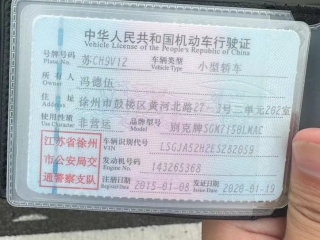 中华人民共和国机动车行驶证
Vehicle License of the People's Republic of China
号牌号码 Plate No. 苏CH9V12 车辆类型 Vehicle Type 小型轿车
所有人 Owner 冯德伍
住址 Address 徐州市鼓楼区黄河北路27-3号二单元202室
使用性质 Use Character 非营运 品牌型号 Model 别克牌SGM7158LMAC
江苏省徐州市公安局交通警察支队
车辆识别代号 VIN LSGJA52H2ES282059
发动机号码 Engine No. 143265368
注册日期 Register Date 2015-01-08 发证日期 Issue Date 2020-01-19